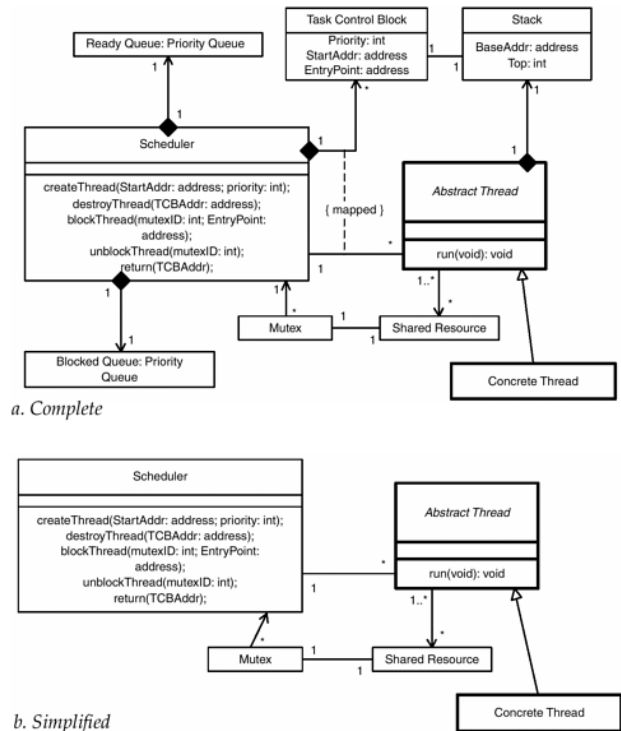 Ready Queue: Priority Queue
Task Control Block
Priority: int
StartAddr: address
EntryPoint: address
Stack
BaseAddr: address
Top: int
1
1
1
1
*
1
1
1
Scheduler
createThread(StartAddr: address; priority: int);
destroyThread(TCBAddr: address);
blockThread(mutexID: int; EntryPoint:
address);
unblockThread(mutexID: int);
return(TCBAddr);
{ mapped }
Abstract Thread
run(void): void
1
*
1
1
1..*
*
*
1
1
Mutex
Shared Resource
1
Blocked Queue: Priority
Queue
Concrete Thread
a. Complete
Scheduler
createThread(StartAddr: address; priority: int);
destroyThread(TCBAddr: address);
blockThread(mutexID: int; EntryPoint:
address);
unblockThread(mutexID: int);
return(TCBAddr);
Abstract Thread
run(void): void
1
*
1..*
*
*
1
1
Mutex
Shared Resource
Concrete Thread
b. Simplified